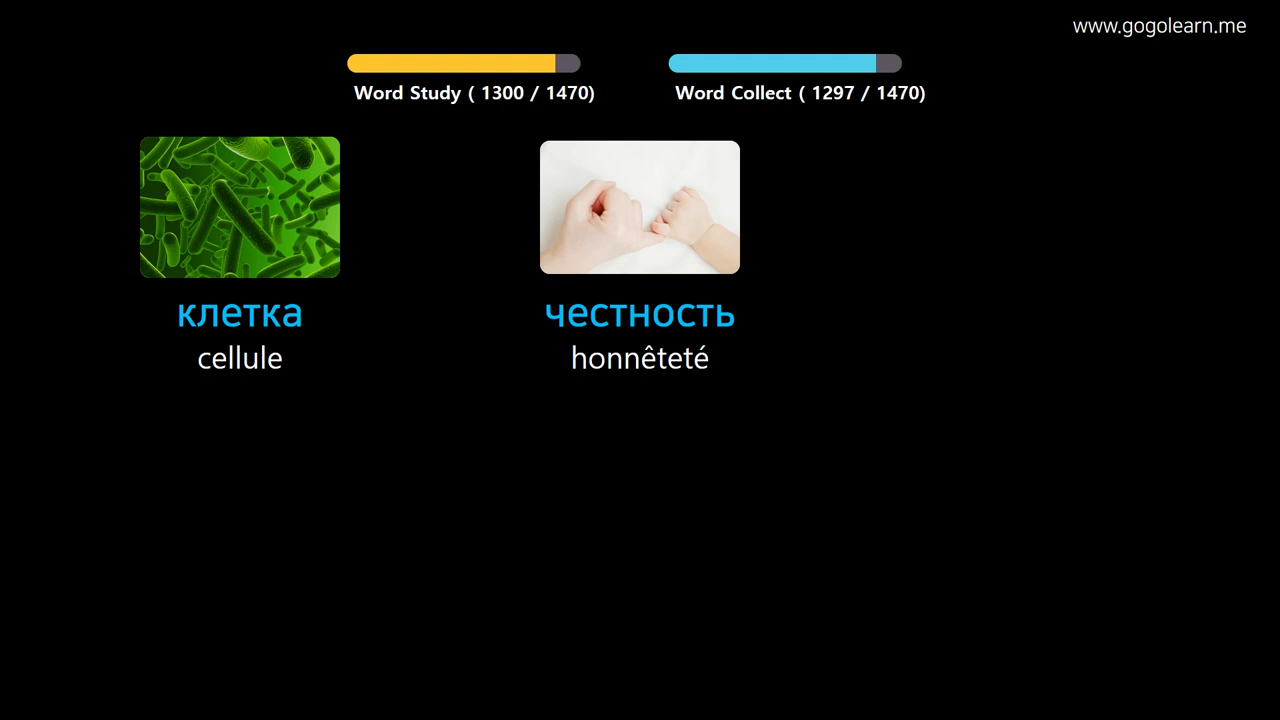 www.gogolearn.me
Word Study ( 1300 / 1470)
Word Collect ( 1297 / 1470)
клетка
cellule
честность
honnêteté